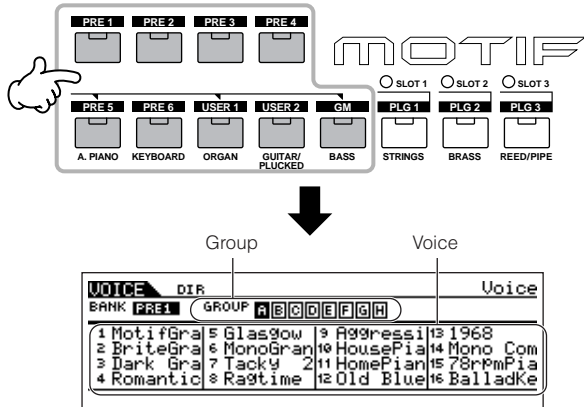 PRE 1 PRE 2 PRE 3 PRE 4
MOTIF
SLOT 1 SLOT 2 SLOT 3
PRE 5 PRE 6 USER 1 USER 2 GM PLG 1 PLG 2 PLG 3
A. PIANO KEYBOARD ORGAN GUITAR/ BASS STRINGS BRASS REED/PIPE
PLUCKED
Group Voice
VOICE DIR Voice
BANK PRE1 GROUP A B C D E F G H
1 MotifGra 5 Glasgow 9 Aggressi 13 1968
2 BriteGra 6 MonoGran 10 HousePia 14 Mono Com
3 Dark Gra 7 Tacky 2 11 HomePian 15 78rpmPia
4 Romantic 8 Ragtime 12 Old Blue 16 BalladKe